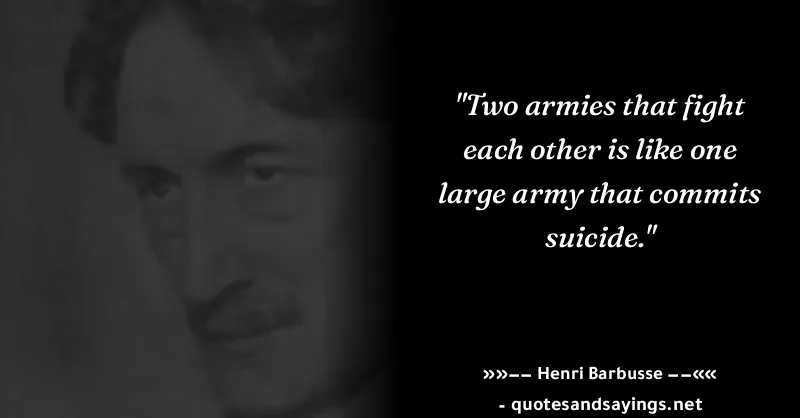 "Two armies that fight
each other is like one
large army that commits
suicide."
»»—— Henri Barbusse ——««
- quotesandsayings.net